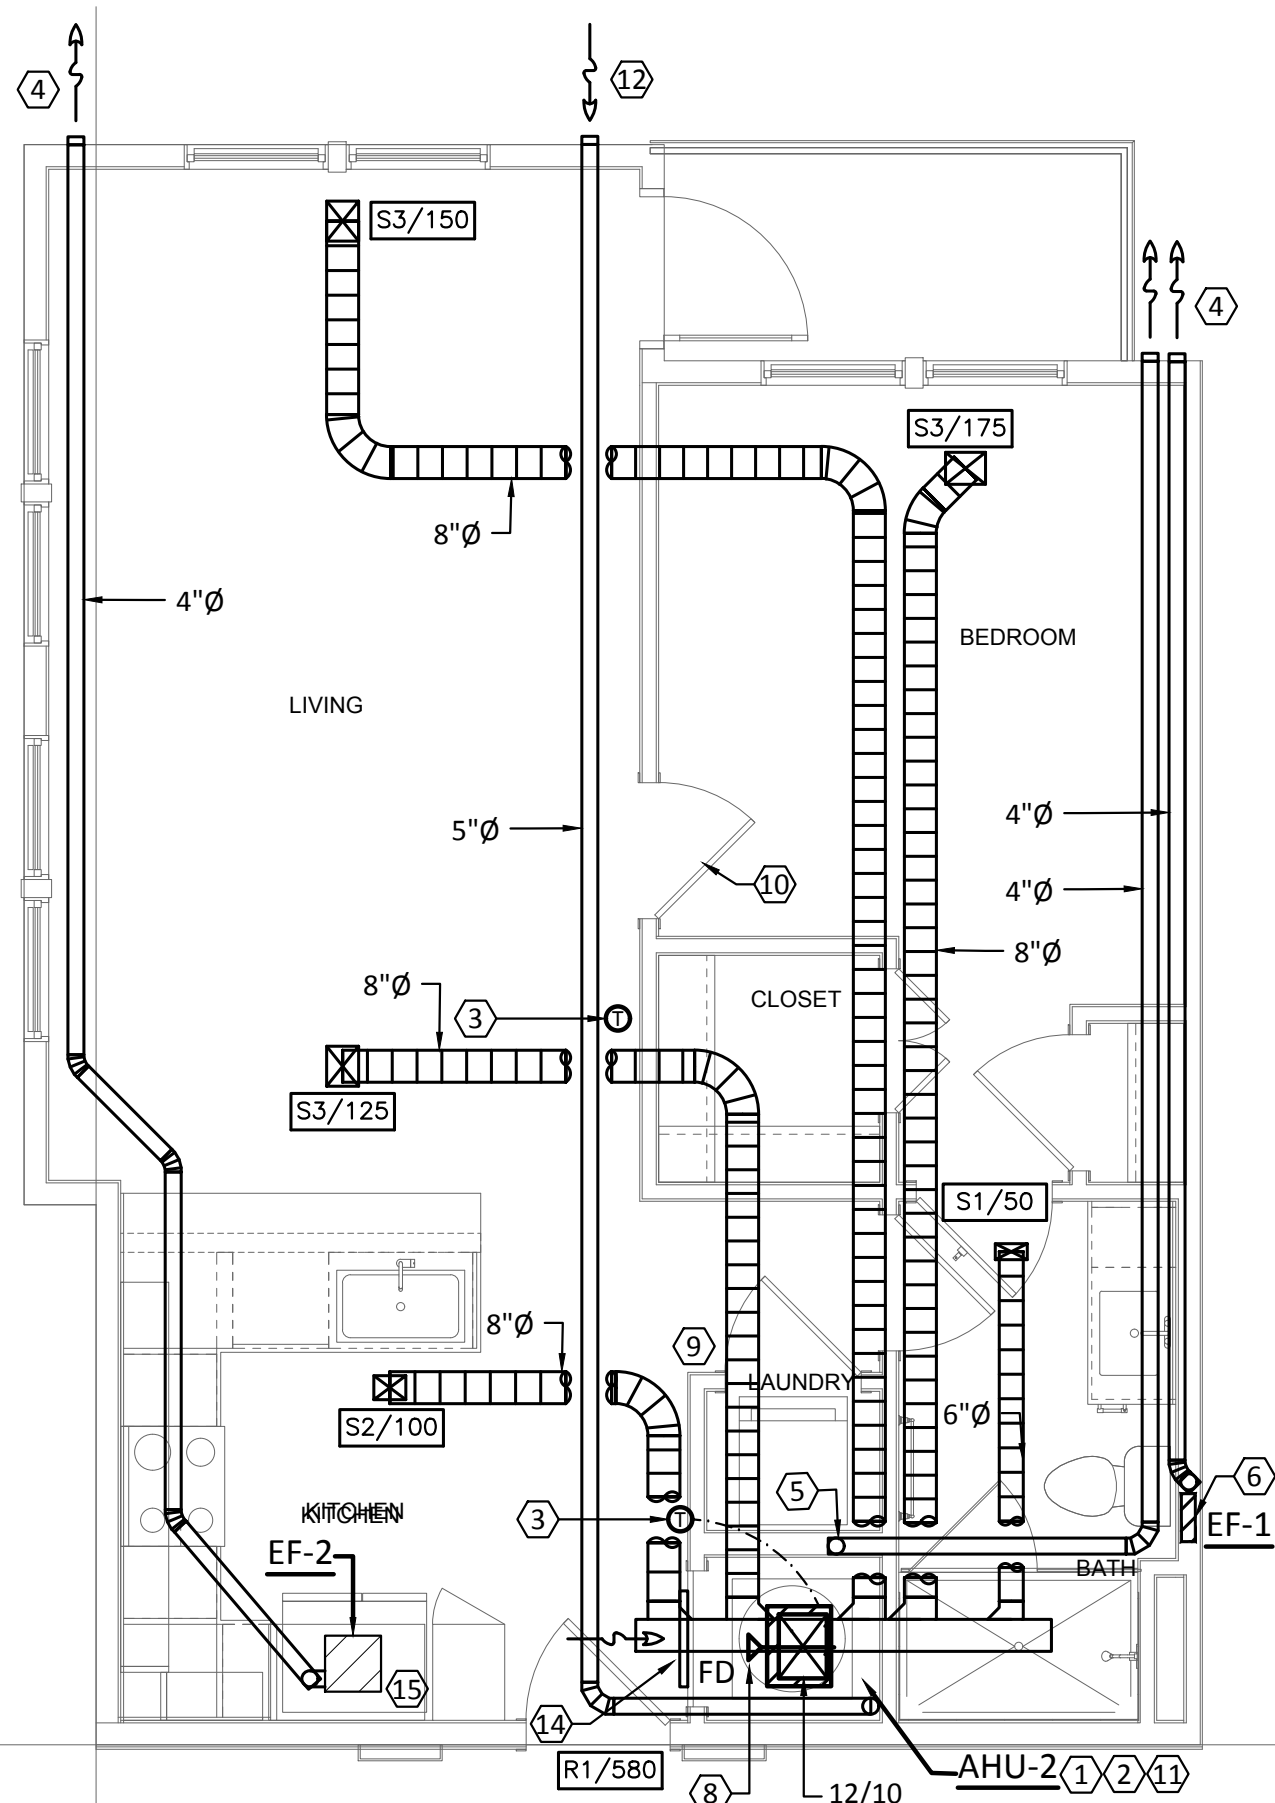 4
12
S3/150
4
S3/175
8"Ø
4"Ø
BEDROOM
LIVING
4"Ø
5"Ø
10
4"Ø
8"Ø
8"Ø
CLOSET
3
T
S3/125
S1/50
8"Ø
9
LAUNDRY
S2/100
6"Ø
5
6
KITCHEN
KITCHEN
3
T
EF-1
EF-2
BATH
FD
15
14
R1/580
AHU-2
1
2
11
8
12/10